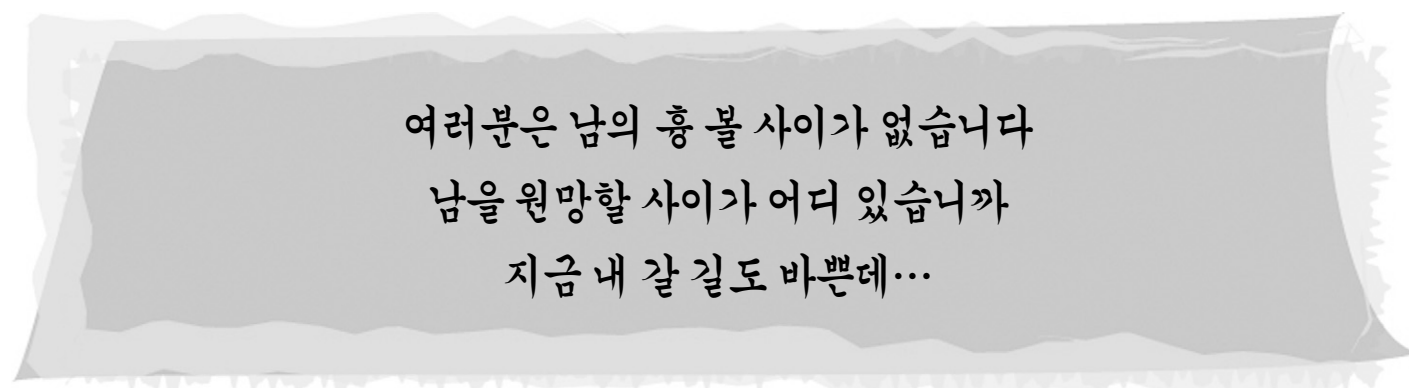 여러분은 남의 흉 볼 사이가 없습니다
남을 원망할 사이가 어디 있습니까
지금 내 갈 길도 바쁜데…